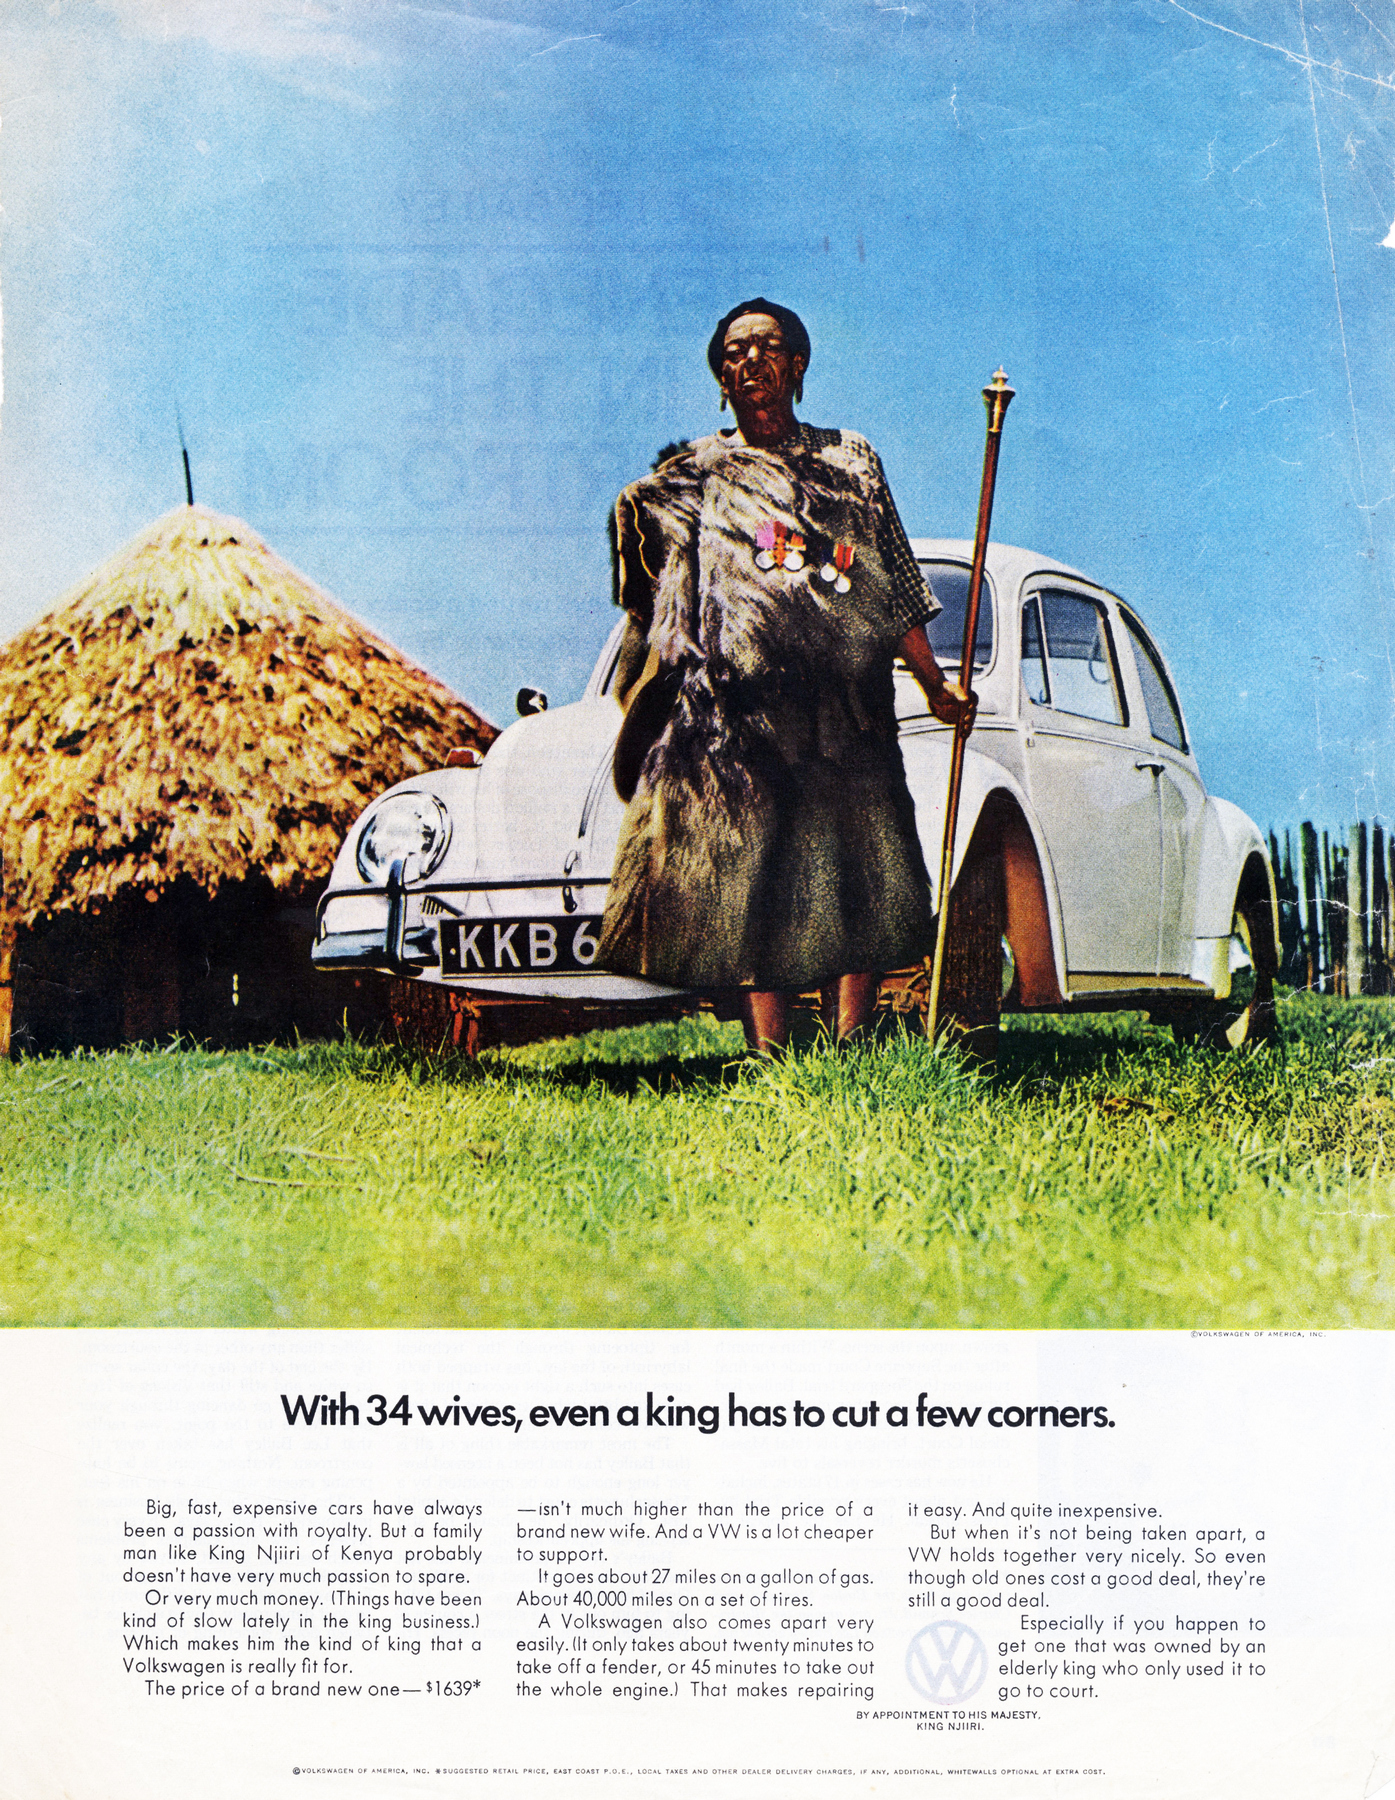 KKB 6
©VOLKSWAGEN OF AMERICA, INC.
With 34 wives, even a king has to cut a few corners.
Big, fast, expensive cars have always
been a passion with royalty. But a family
man like King Njiiri of Kenya probably
doesn't have very much passion to spare.
Or very much money. (Things have been
kind of slow lately in the king business.)
Which makes him the kind of king that a
Volkswagen is really fit for.
The price of a brand new one—$1639*
—isn't much higher than the price of a
brand new wife. And a VW is a lot cheaper
to support.
It goes about 27 miles on a gallon of gas.
About 40,000 miles on a set of tires.
A Volkswagen also comes apart very
easily. (It only takes about twenty minutes to
take off a fender, or 45 minutes to take out
the whole engine.) That makes repairing
it easy. And quite inexpensive.
But when it's not being taken apart, a
VW holds together very nicely. So even
though old ones cost a good deal, they're
still a good deal.
Especially if you happen to
get one that was owned by an
elderly king who only used it to
go to court.
VW
BY APPOINTMENT TO HIS MAJESTY,
KING NJIIRI.
©VOLKSWAGEN OF AMERICA, INC. *SUGGESTED RETAIL PRICE, EAST COAST P.O.E., LOCAL TAXES AND OTHER DEALER DELIVERY CHARGES, IF ANY, ADDITIONAL, WHITEWALLS OPTIONAL AT EXTRA COST.